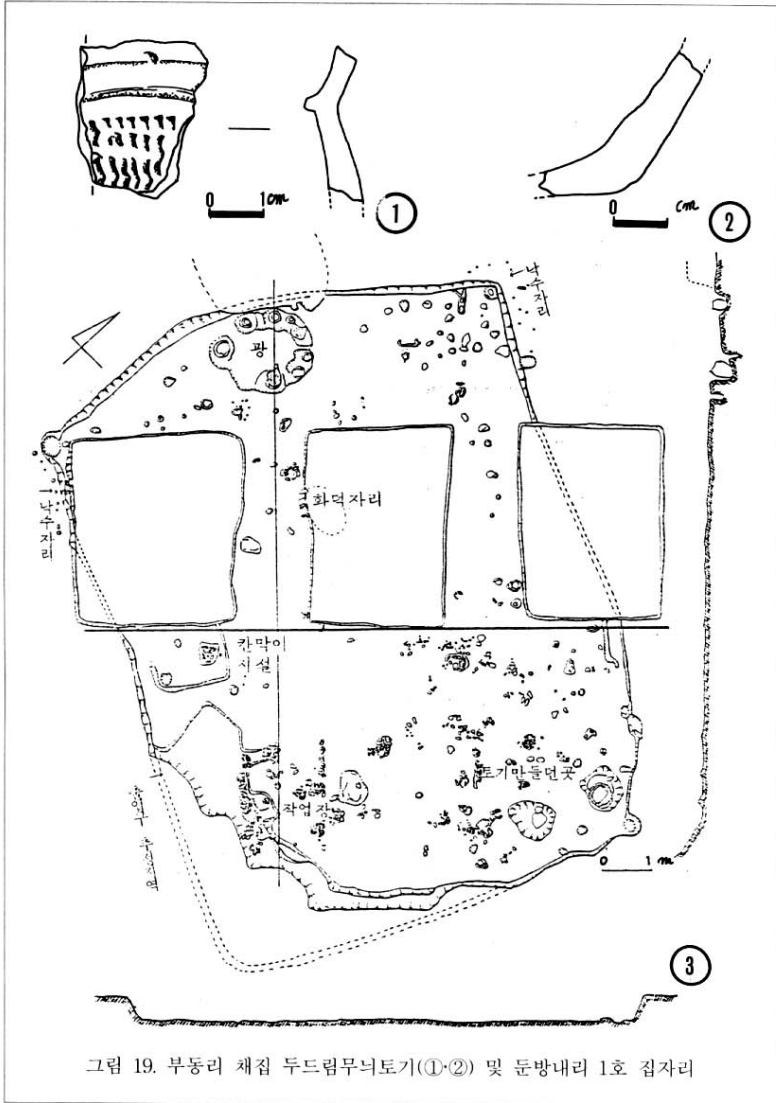 0 1cm
①
0 cm
②
낙수자리
광
화덕자리
낙수자리
칸막이
시설
토기만들던곳
작업장
0 1 m
③
그림 19. 부동리 채집 두드림무늬토기(①·②) 및 둔방내리 1호 집자리